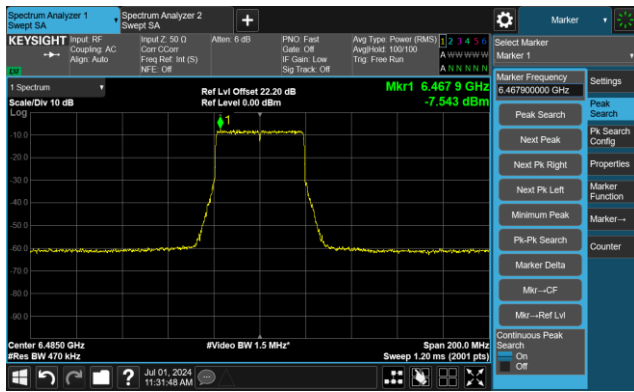 Spectrum Analyzer 1
Swept SA
Spectrum Analyzer 2
Swept SA
+
Marker
KEYSIGHT
Input: RF
Coupling: AC
Align: Auto
Input Z: 50 Ω
Corr CCorr
Freq Ref: Int (S)
NFE: Off
Atten: 6 dB
PNO: Fast
Gate: Off
IF Gain: Low
Sig Track: Off
Avg Type: Power (RMS)
Avg|Hold: 100/100
Trig: Free Run
1 2 3 4 5 6
A W W W W W
A N N N N N
Select Marker
Marker 1
1 Spectrum
Scale/Div 10 dB
Log
Ref Lvl Offset 22.20 dB
Ref Level 0.00 dBm
Mkr1 6.467 9 GHz
-7.543 dBm
1
-10.0
-20.0
-30.0
-40.0
-50.0
-60.0
-70.0
-80.0
-90.0
Center 6.4850 GHz
#Res BW 470 kHz
#Video BW 1.5 MHz*
Span 200.0 MHz
Sweep 1.20 ms (2001 pts)
Marker Frequency
6.467900000 GHz
Peak Search
Next Peak
Next Pk Right
Next Pk Left
Minimum Peak
Pk-Pk Search
Marker Delta
Mkr→CF
Mkr→Ref Lvl
Continuous Peak
Search
On
Off
Settings
Peak
Search
Pk Search
Config
Properties
Marker
Function
Marker→
Counter
?
Jul 01, 2024
11:31:48 AM